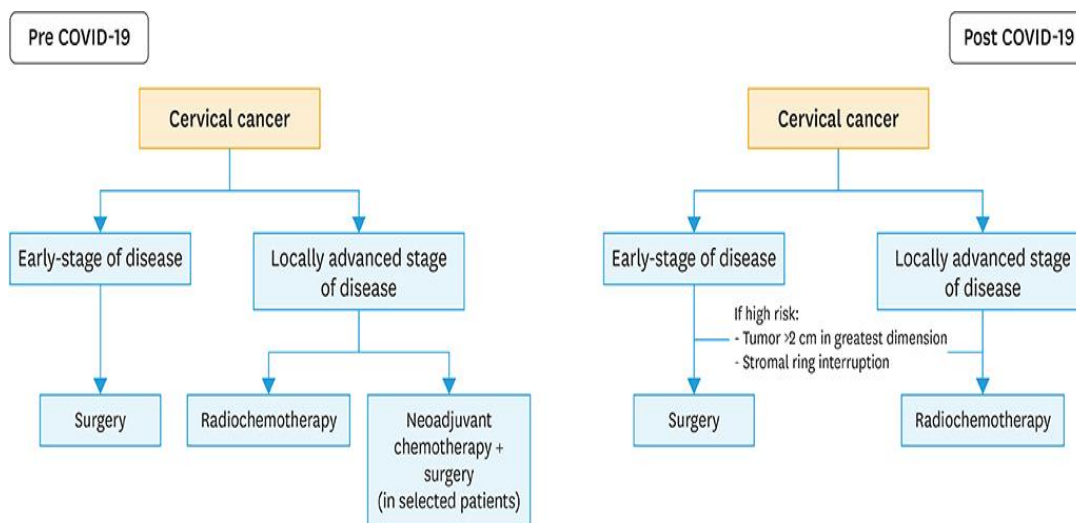 Pre COVID-19
Cervical cancer
Early-stage of disease
Locally advanced stage
of disease
Surgery
Radiochemotherapy
Neoadjuvant
chemotherapy +
surgery
(in selected patients)
Post COVID-19
Cervical cancer
Early-stage of disease
Locally advanced stage
of disease
If high risk:
- Tumor >2 cm in greatest dimension
- Stromal ring interruption
Surgery
Radiochemotherapy